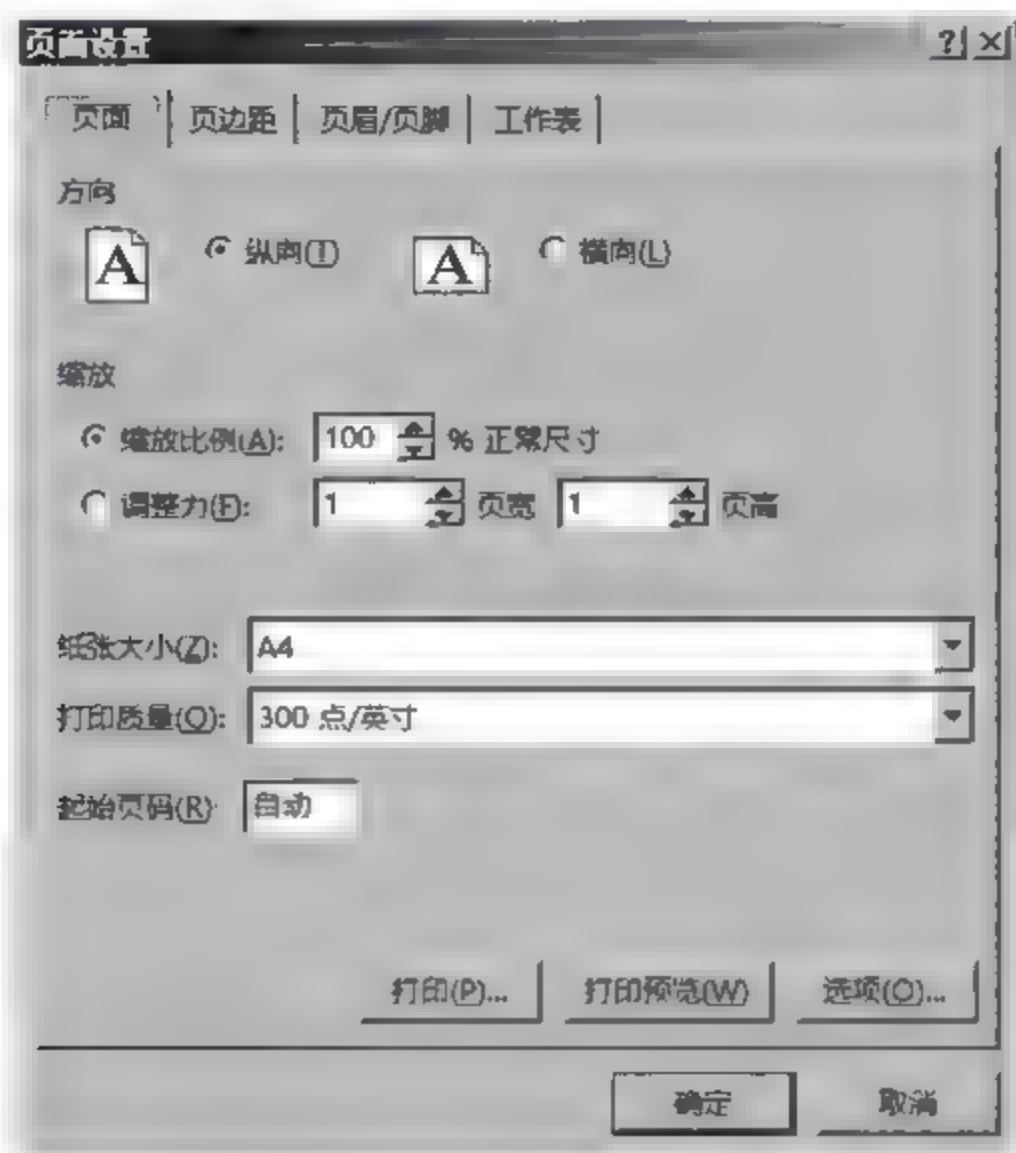 页面设置
页面 页边距 页眉/页脚 工作表
方向
A 纵向(T) A 横向(L)
缩放
缩放比例(A): 100 % 正常尺寸
调整力(F): 1 页宽 1 页高
纸张大小(Z): A4
打印质量(Q): 300 点/英寸
起始页码(R) 自动
打印(P)... 打印预览(W) 选项(O)...
确定 取消